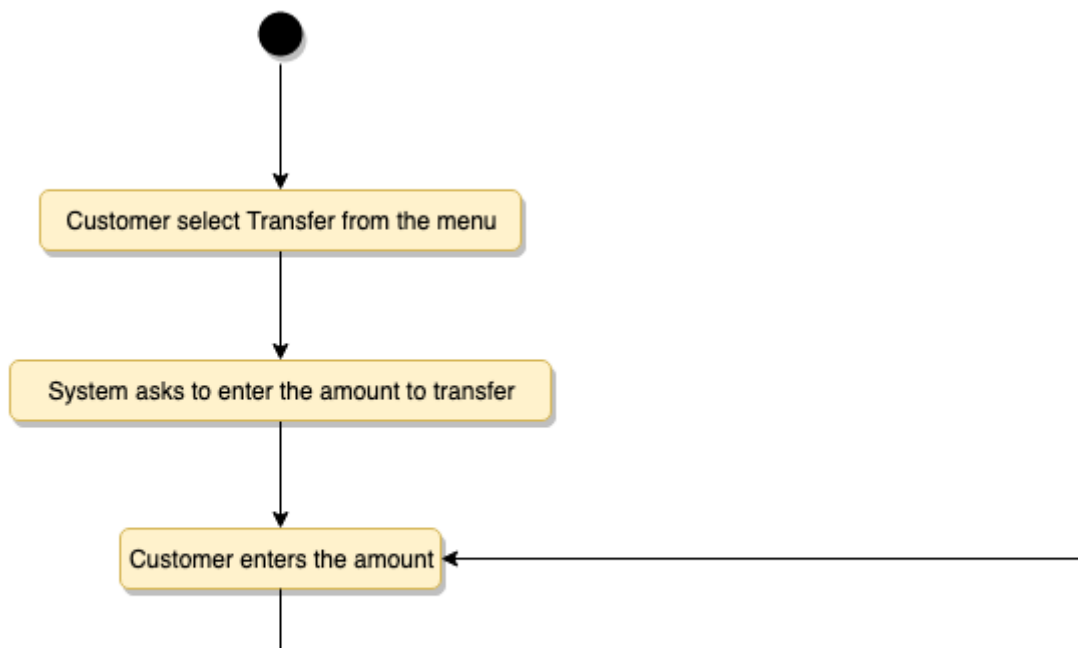 Customer select Transfer from the menu
System asks to enter the amount to transfer
Customer enters the amount